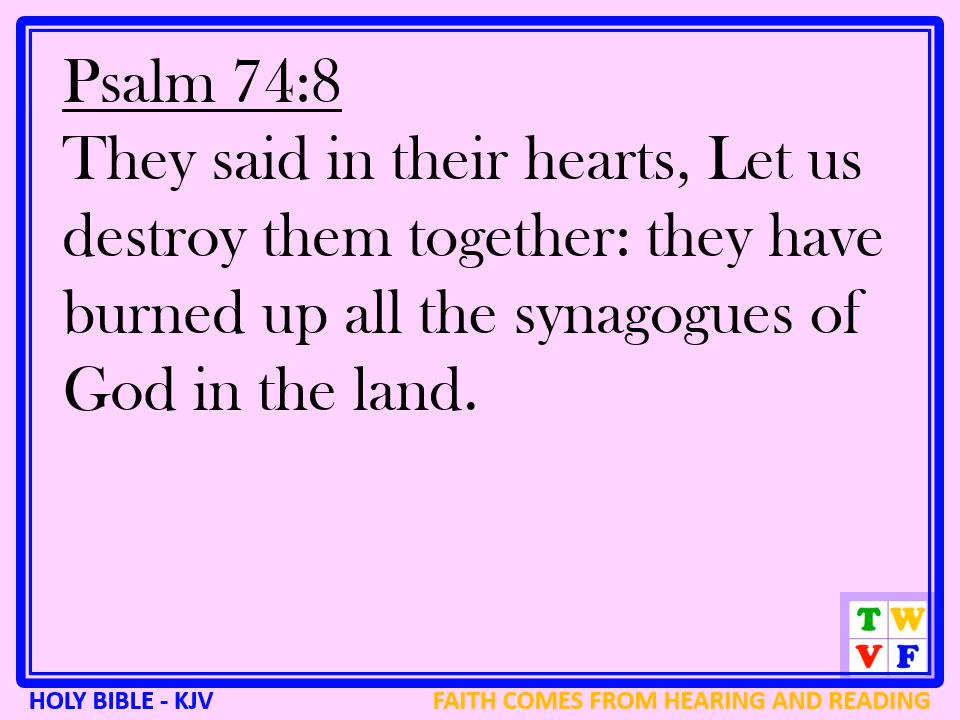 Psalm 74:8
They said in their hearts, Let us
destroy them together: they have
burned up all the synagogues of
God in the land.
T W
V F
HOLY BIBLE - KJV
FAITH COMES FROM HEARING AND READING